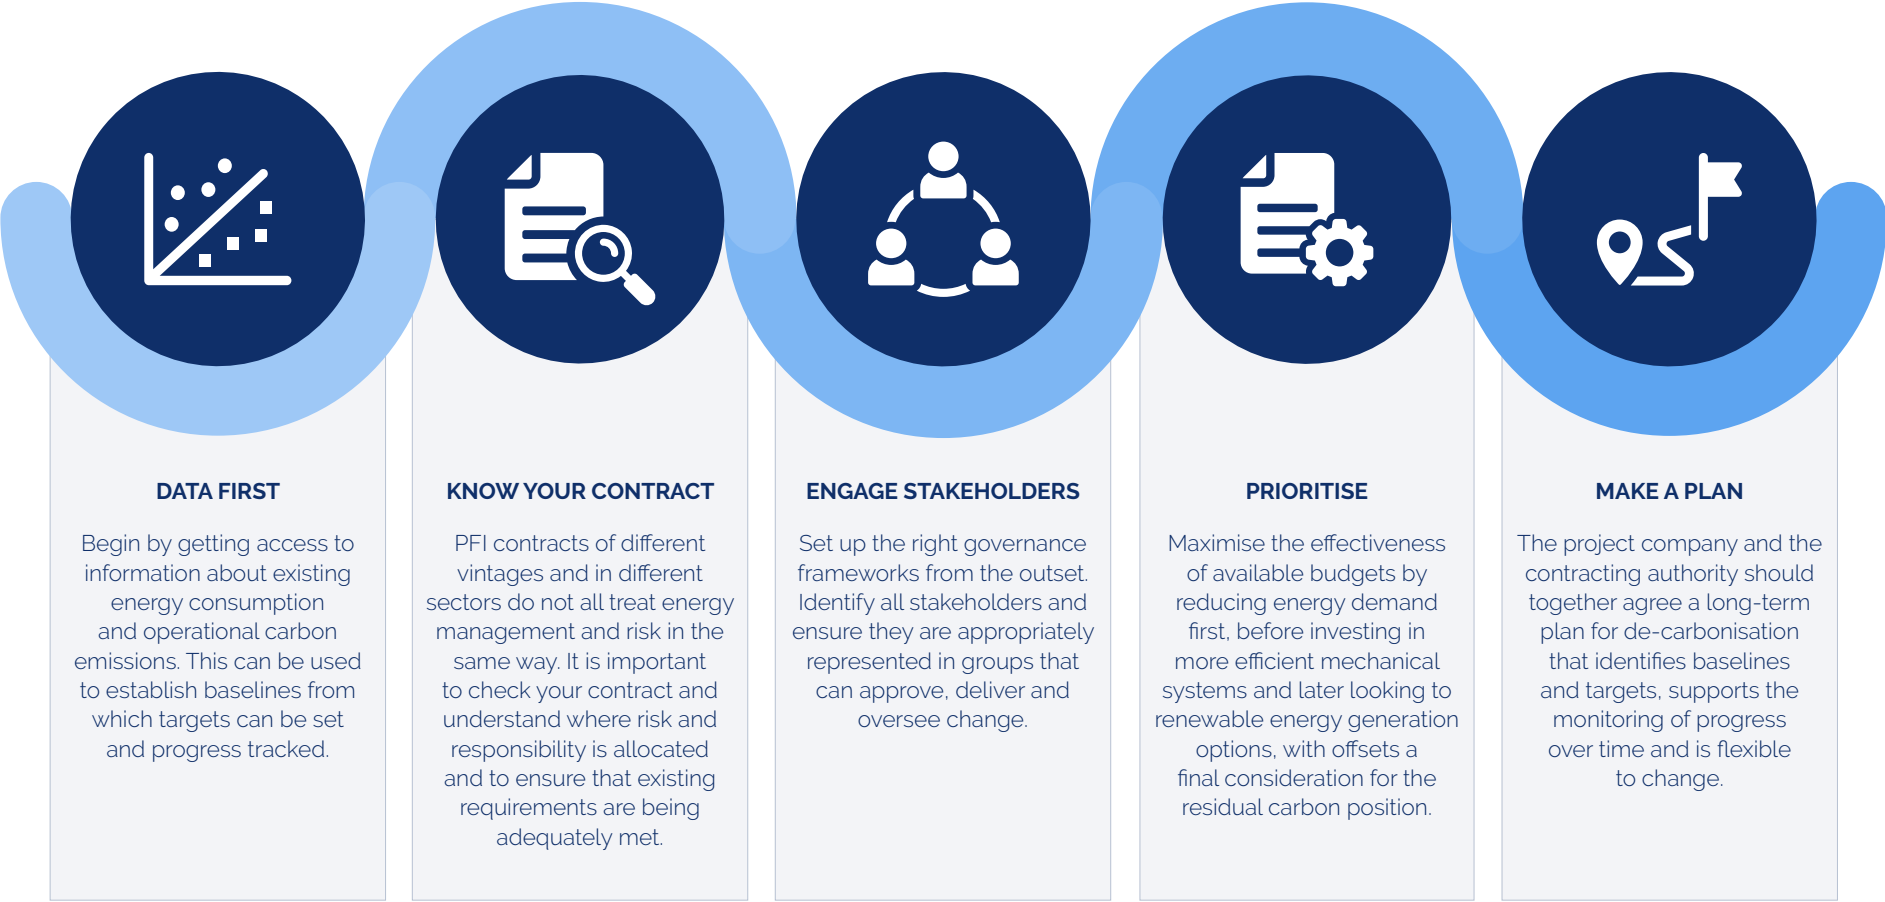 DATA FIRST
Begin by getting access to
information about existing
energy consumption
and operational carbon
emissions. This can be used
to establish baselines from
which targets can be set
and progress tracked.
KNOW YOUR CONTRACT
PFI contracts of different
vintages and in different
sectors do not all treat energy
management and risk in the
same way. It is important
to check your contract and
understand where risk and
responsibility is allocated
and to ensure that existing
requirements are being
adequately met.
ENGAGE STAKEHOLDERS
Set up the right governance
frameworks from the outset.
Identify all stakeholders and
ensure they are appropriately
represented in groups that
can approve, deliver and
oversee change.
PRIORITISE
Maximise the effectiveness
of available budgets by
reducing energy demand
first, before investing in
more efficient mechanical
systems and later looking to
renewable energy generation
options, with offsets a
final consideration for the
residual carbon position.
MAKE A PLAN
The project company and the
contracting authority should
together agree a long-term
plan for de-carbonisation
that identifies baselines
and targets, supports the
monitoring of progress
over time and is flexible
to change.